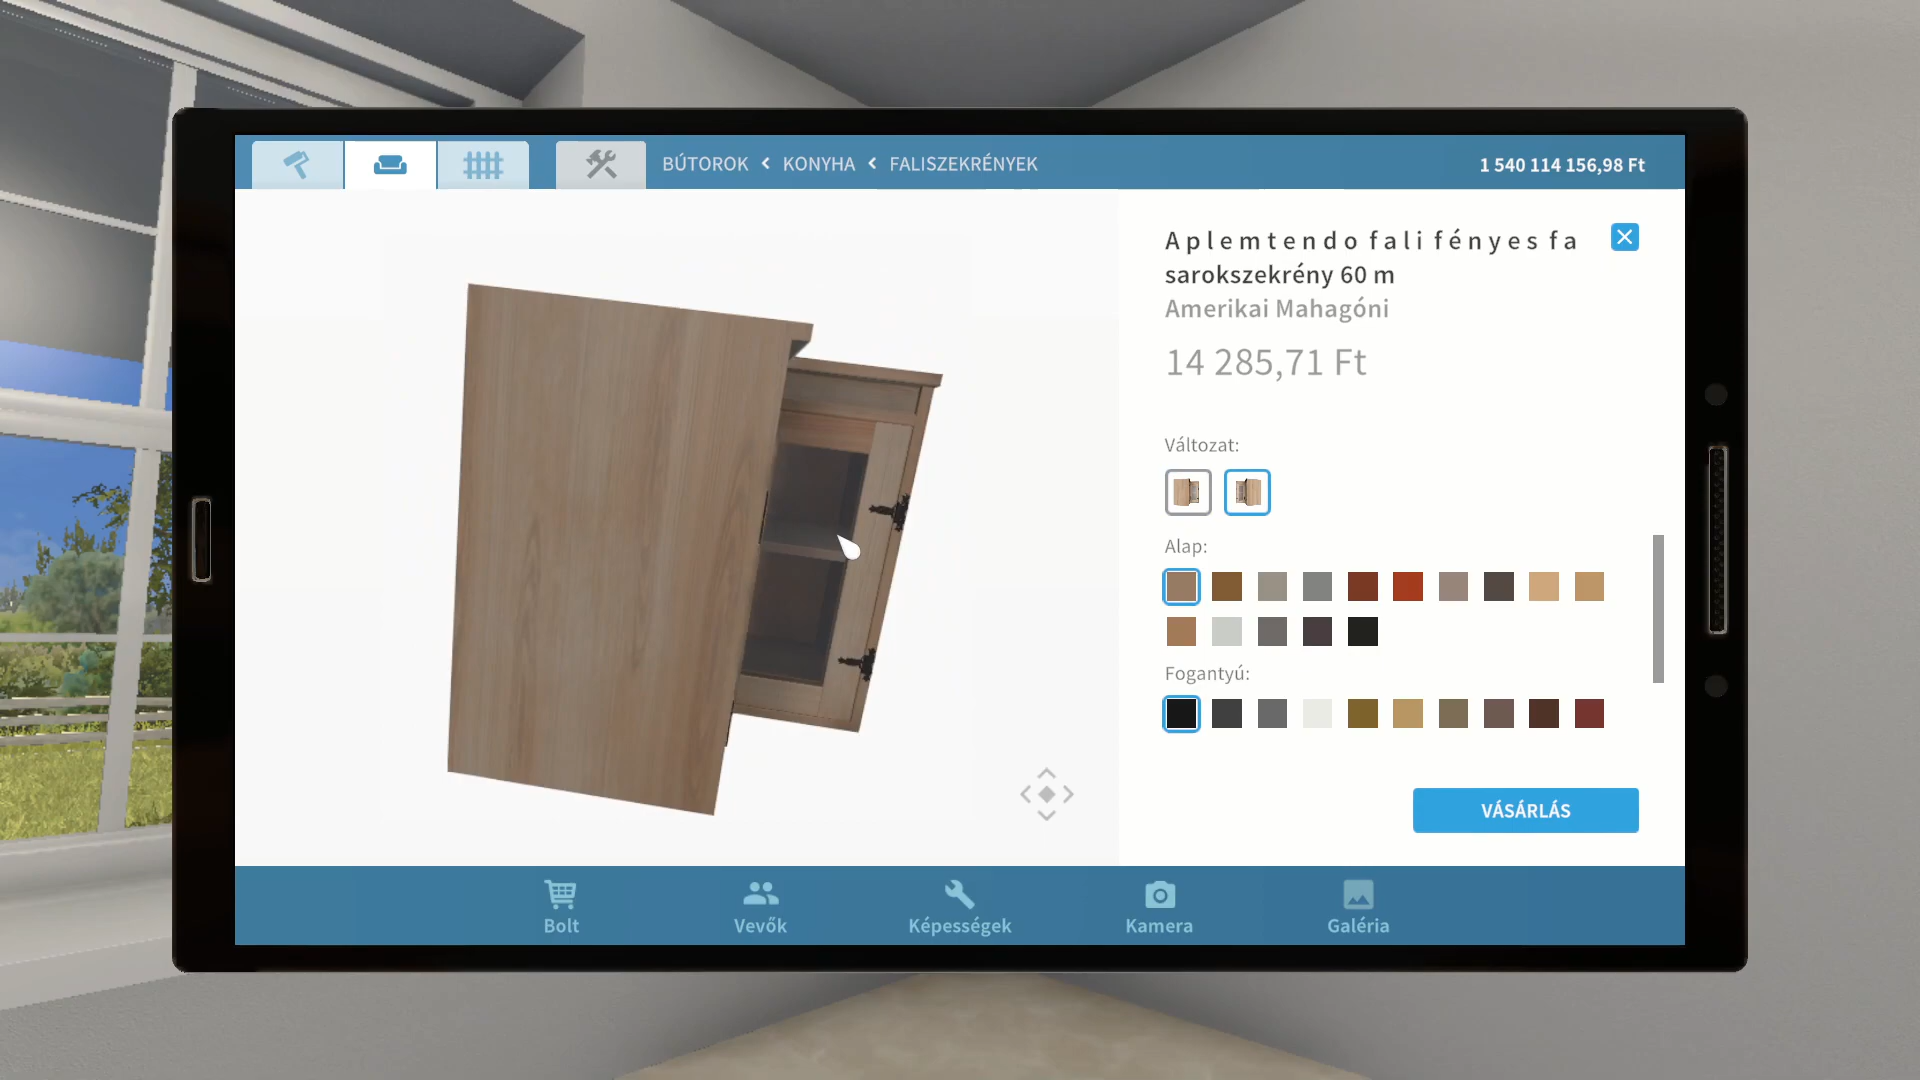 BÚTOROK < KONYHA < FALISZEKRÉNYEK
1 540 114 156,98 Ft
Aplemtendo fali fényes fa
sarokszekrény 60 m
Amerikai Mahagóni
14 285,71 Ft
Változat:
Alap:
Fogantyú:
VÁSÁRLÁS
Bolt
Vevők
Képességek
Kamera
Galéria